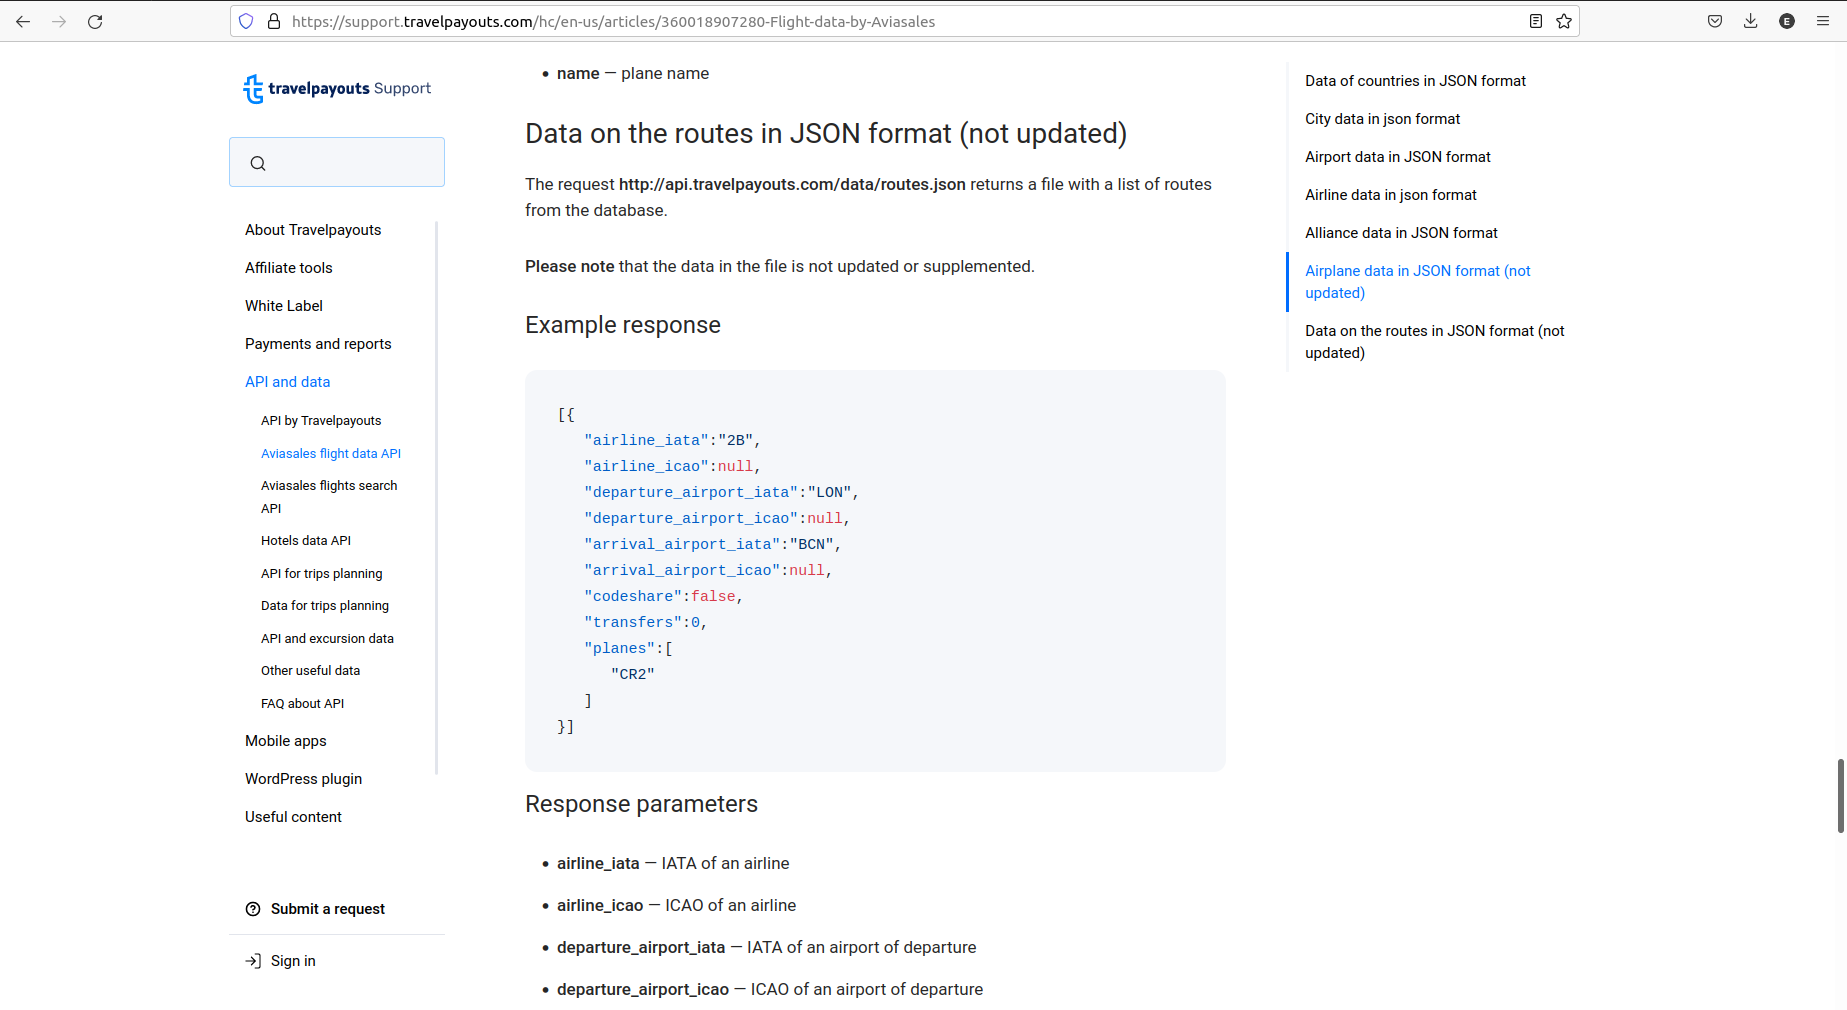 https://support.travelpayouts.com/hc/en-us/articles/360018907280-Flight-data-by-Aviasales
E
travelpayouts Support
About Travelpayouts
Affiliate tools
White Label
Payments and reports
API and data
API by Travelpayouts
Aviasales flight data API
Aviasales flights search
API
Hotels data API
API for trips planning
Data for trips planning
API and excursion data
Other useful data
FAQ about API
Mobile apps
WordPress plugin
Useful content
Submit a request
Sign in
• name — plane name
Data on the routes in JSON format (not updated)
The request http://api.travelpayouts.com/data/routes.json returns a file with a list of routes
from the database.
Please note that the data in the file is not updated or supplemented.
Example response
[{
"airline_iata":"2B",
"airline_icao":null,
"departure_airport_iata":"LON",
"departure_airport_icao":null,
"arrival_airport_iata":"BCN",
"arrival_airport_icao":null,
"codeshare":false,
"transfers":0,
"planes":[
"CR2"
]
}]
Response parameters
• airline_iata — IATA of an airline
• airline_icao — ICAO of an airline
• departure_airport_iata — IATA of an airport of departure
• departure_airport_icao — ICAO of an airport of departure
Data of countries in JSON format
City data in json format
Airport data in JSON format
Airline data in json format
Alliance data in JSON format
Airplane data in JSON format (not
updated)
Data on the routes in JSON format (not
updated)